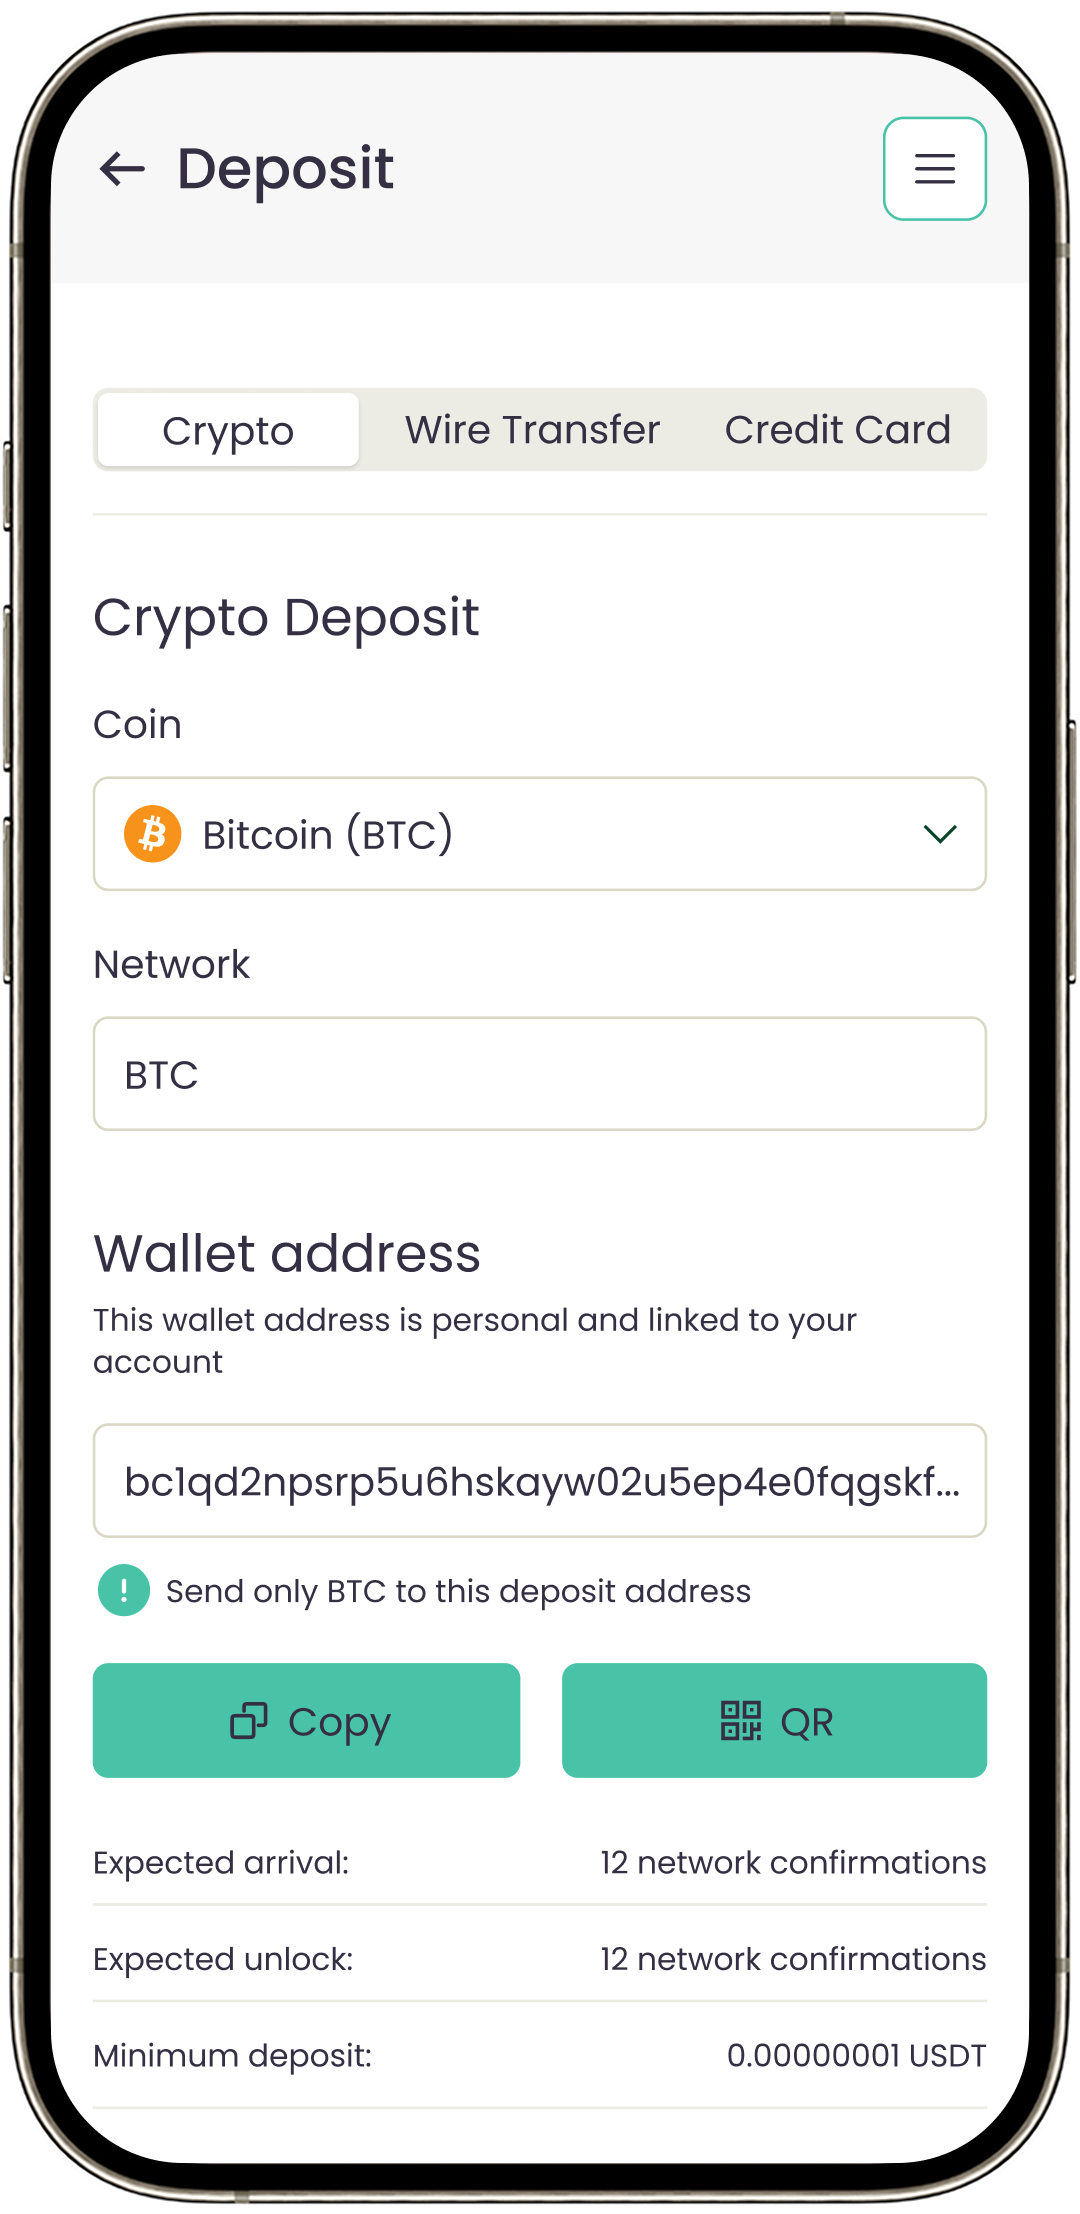 Deposit
Crypto
Wire Transfer
Credit Card
Crypto Deposit
Coin
Bitcoin (BTC)
Network
BTC
Wallet address
This wallet address is personal and linked to your
account
bc1qd2npsrp5u6hskayw02u5ep4e0fqgskf...
Send only BTC to this deposit address
Copy
QR
Expected arrival:
12 network confirmations
Expected unlock:
12 network confirmations
Minimum deposit:
0.00000001 USDT